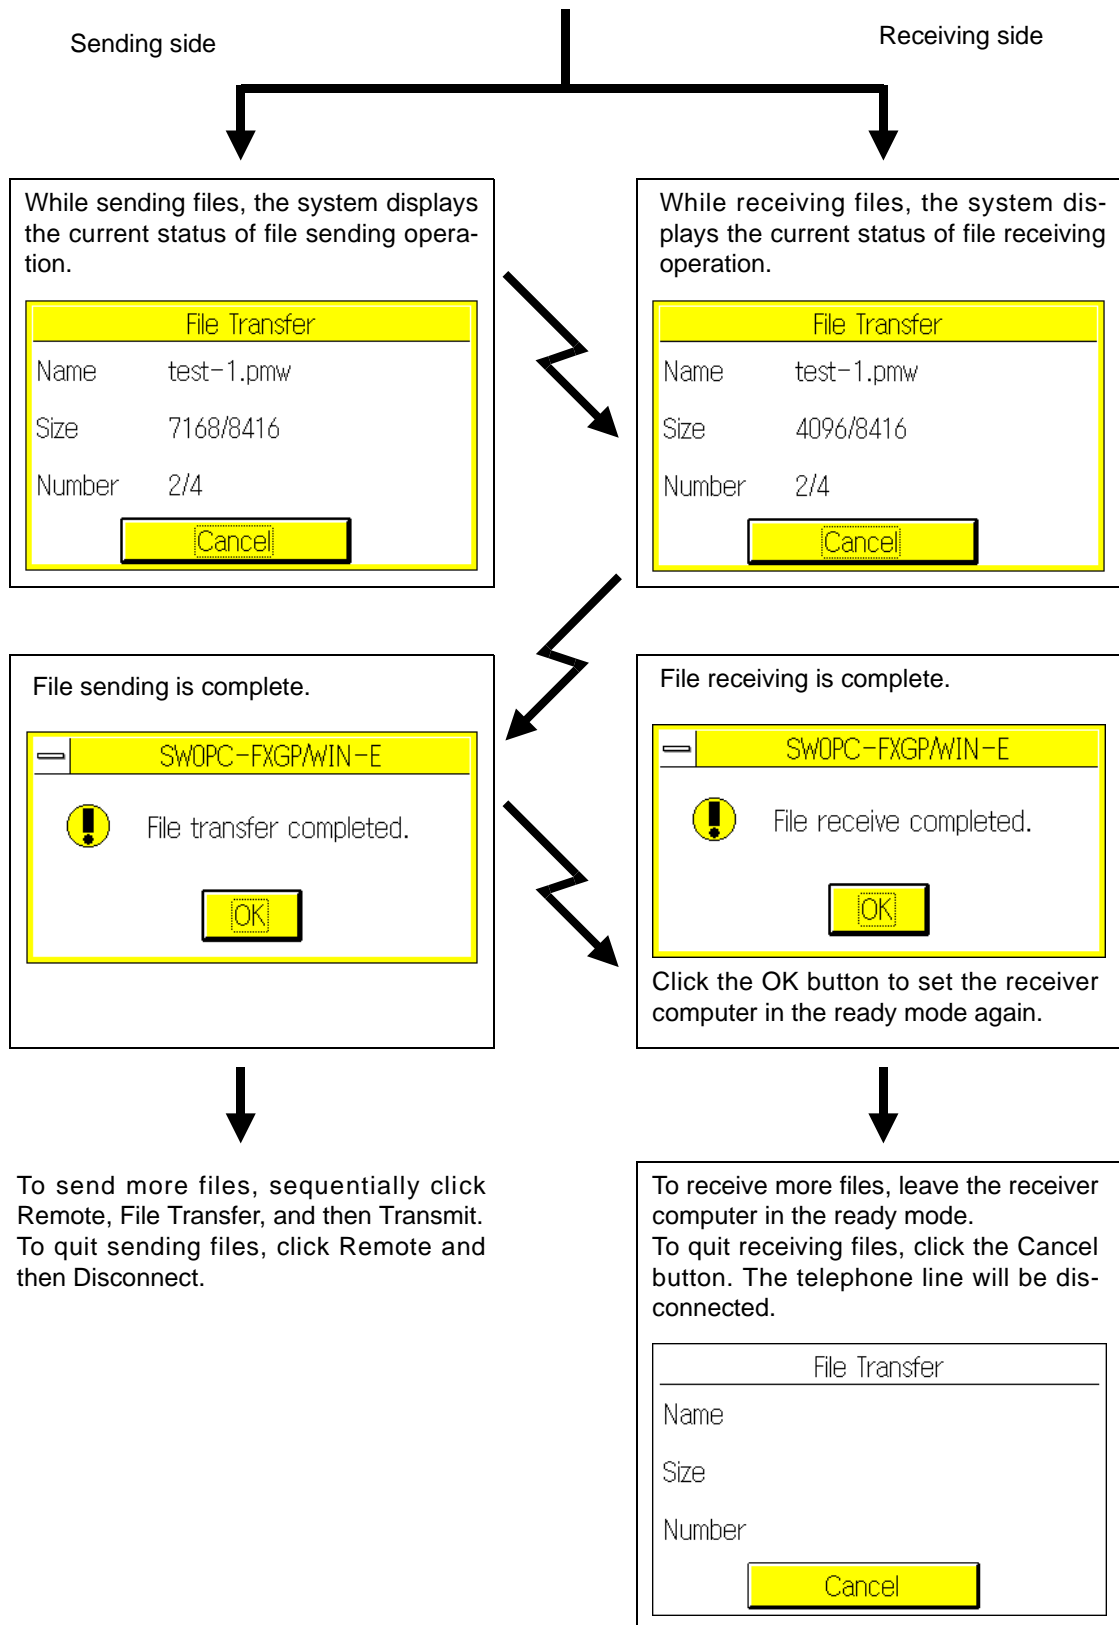 Sending side
Receiving side
While sending files, the system displays
the current status of file sending opera-
tion.
File Transfer
Name test-1.pmw
Size 7168/8416
Number 2/4
Cancel
While receiving files, the system dis-
plays the current status of file receiving
operation.
File Transfer
Name test-1.pmw
Size 4096/8416
Number 2/4
Cancel
File sending is complete.
SW0PC-FXGP/WIN-E
File transfer completed.
OK
File receiving is complete.
SW0PC-FXGP/WIN-E
File receive completed.
OK
Click the OK button to set the receiver
computer in the ready mode again.
To send more files, sequentially click
Remote, File Transfer, and then Transmit.
To quit sending files, click Remote and
then Disconnect.
To receive more files, leave the receiver
computer in the ready mode.
To quit receiving files, click the Cancel
button. The telephone line will be dis-
connected.
File Transfer
Name
Size
Number
Cancel